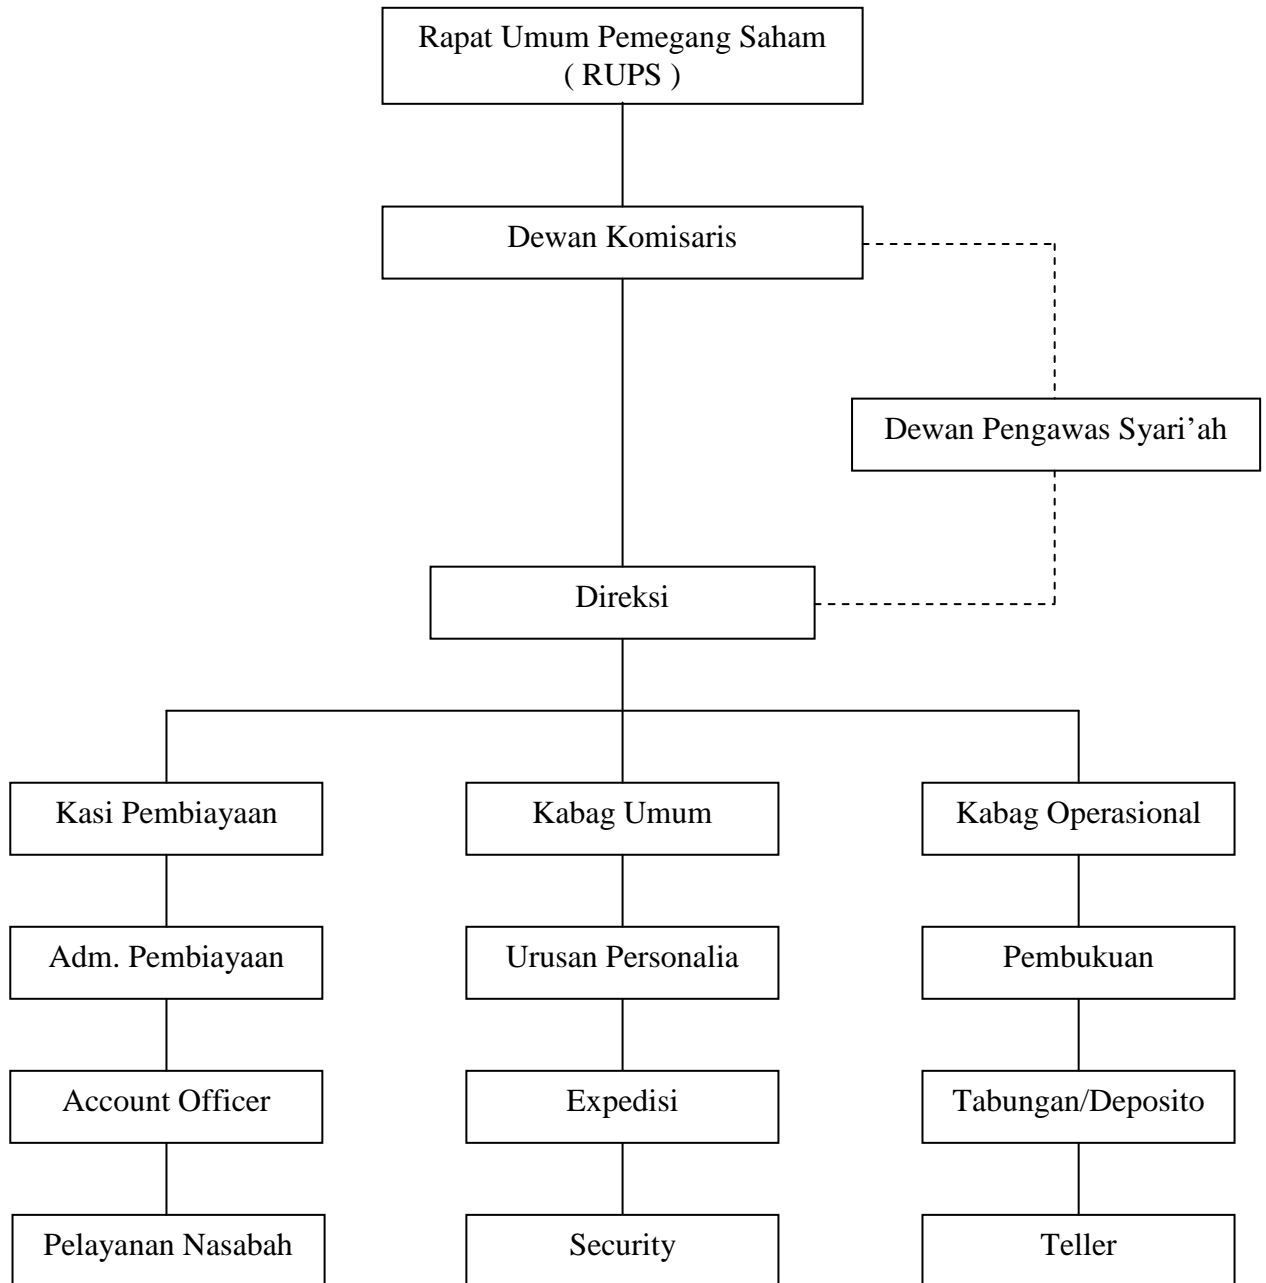 Rapat Umum Pemegang Saham
( RUPS )
Dewan Komisaris
Dewan Pengawas Syari’ah
Direksi
Kasi Pembiayaan
Kabag Umum
Kabag Operasional
Adm. Pembiayaan
Urusan Personalia
Pembukuan
Account Officer
Expedisi
Tabungan/Deposito
Pelayanan Nasabah
Security
Teller